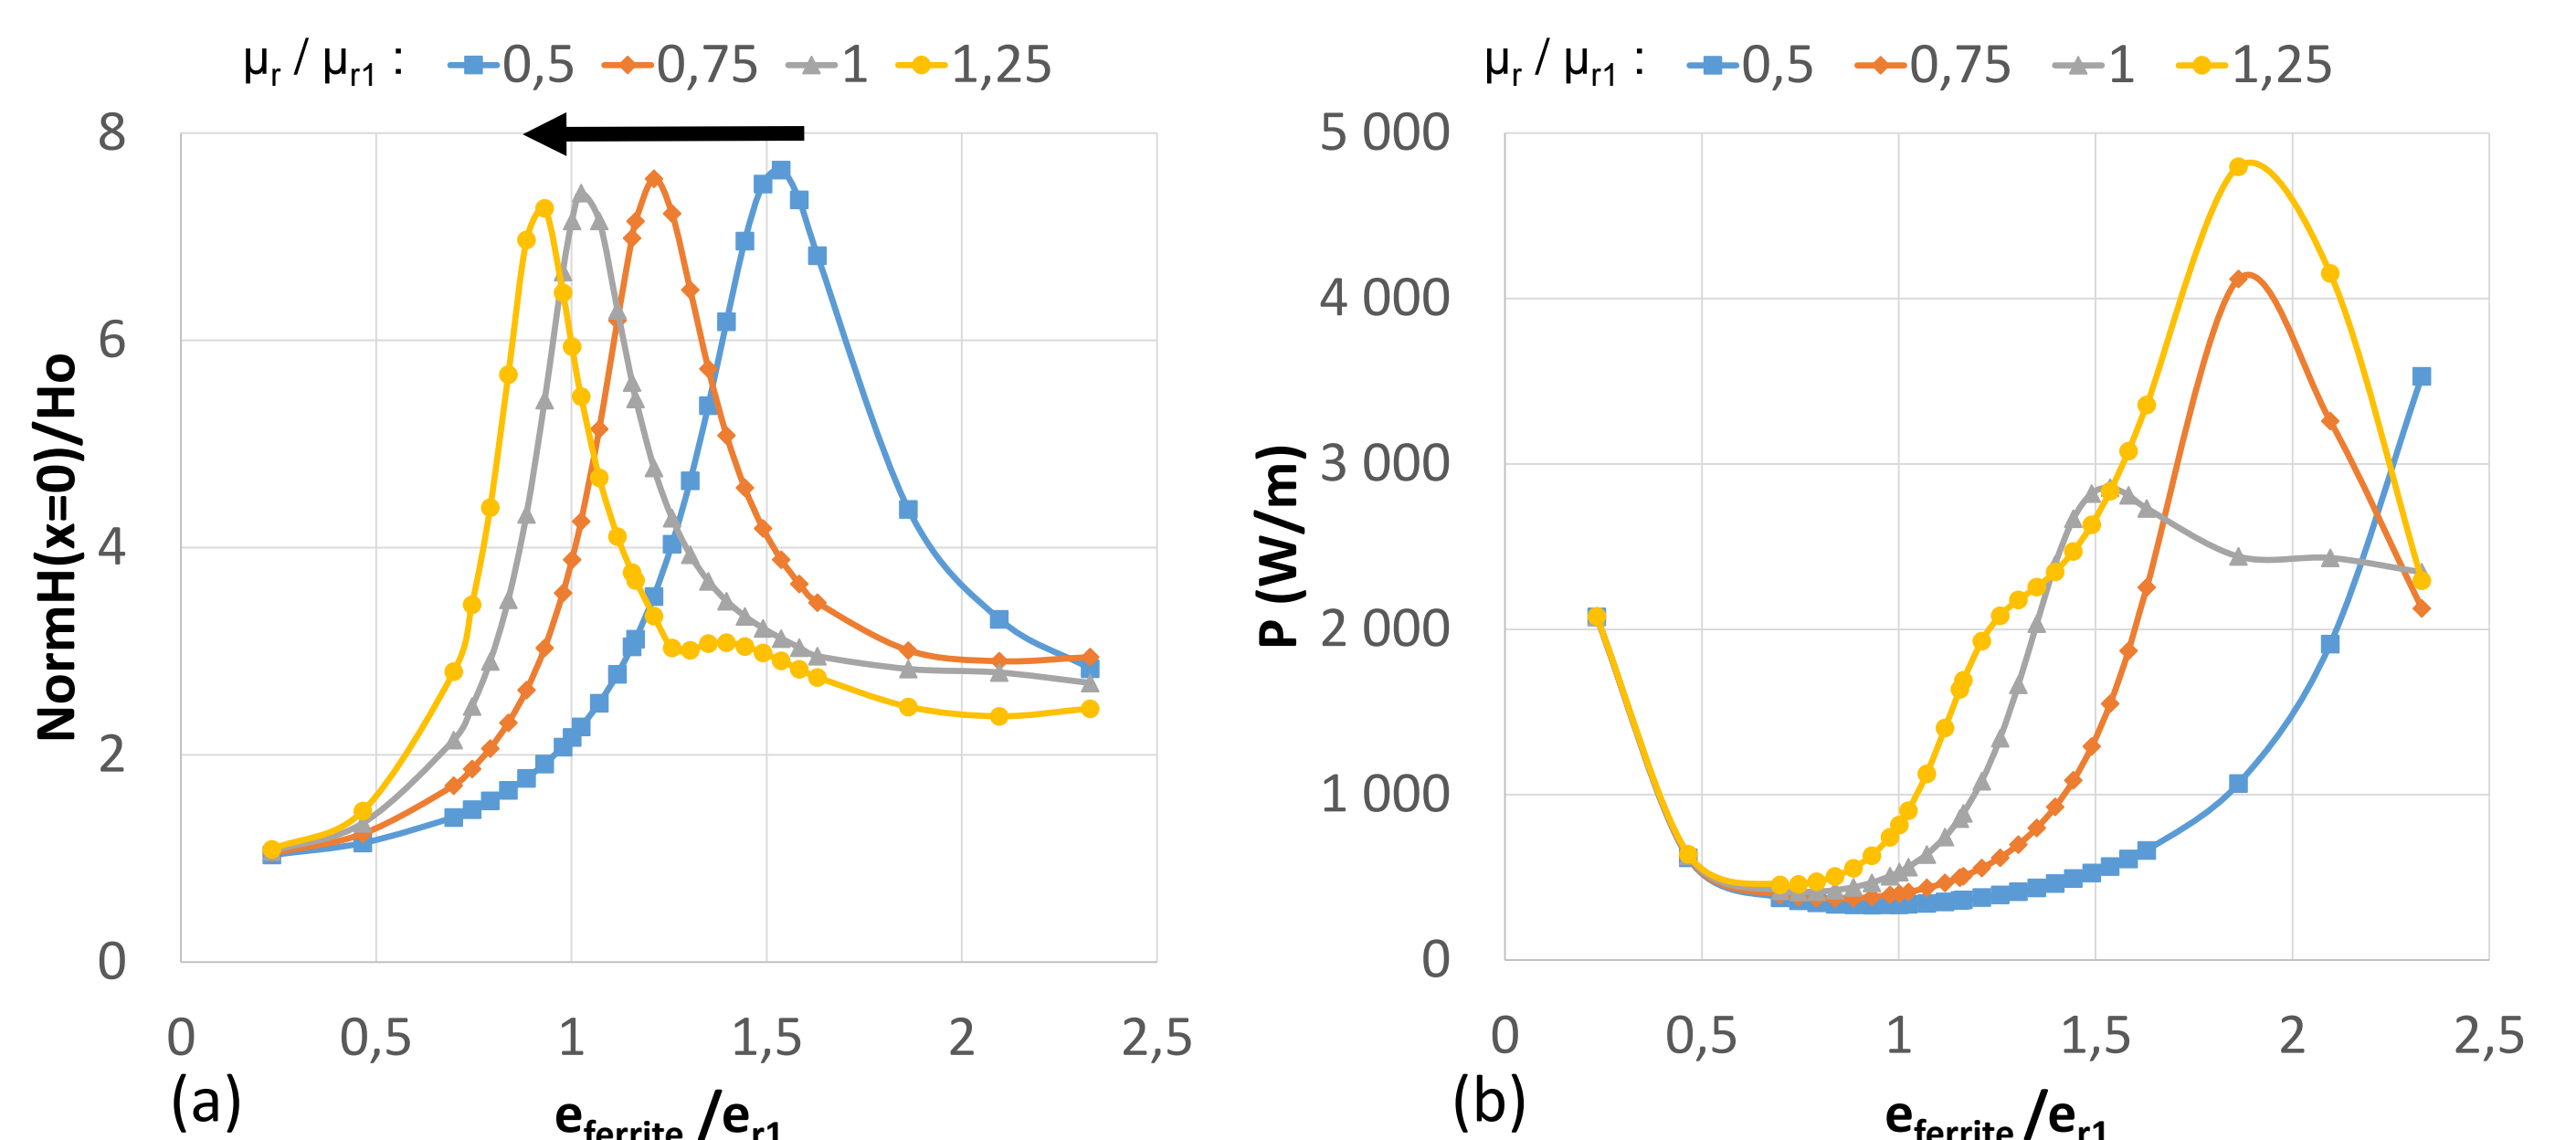 μr / μr1 : 0,5 0,75 1 1,25
8
6
4
2
0
NormH(x=0)/Ho
0 0,5 1 1,5 2 2,5
(a) eferrite /er1
μr / μr1 : 0,5 0,75 1 1,25
5 000
4 000
3 000
2 000
1 000
0
P (W/m)
0 0,5 1 1,5 2 2,5
(b) eferrite /er1